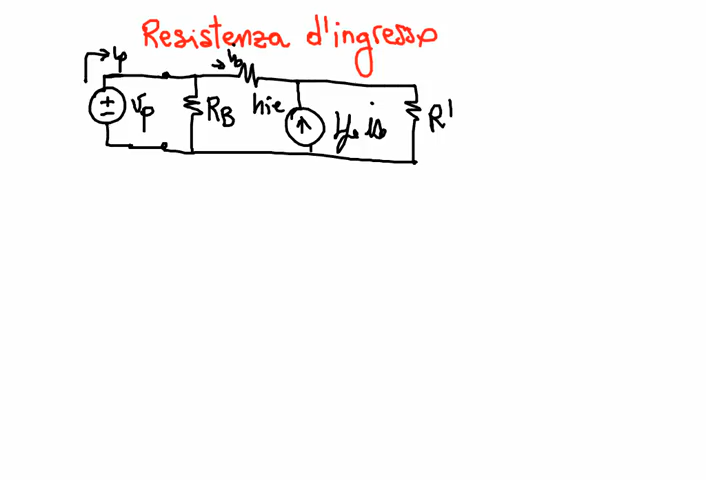 Resistenza d'ingresso
ip
ib
vp
RB
hie
hfe ib
R'